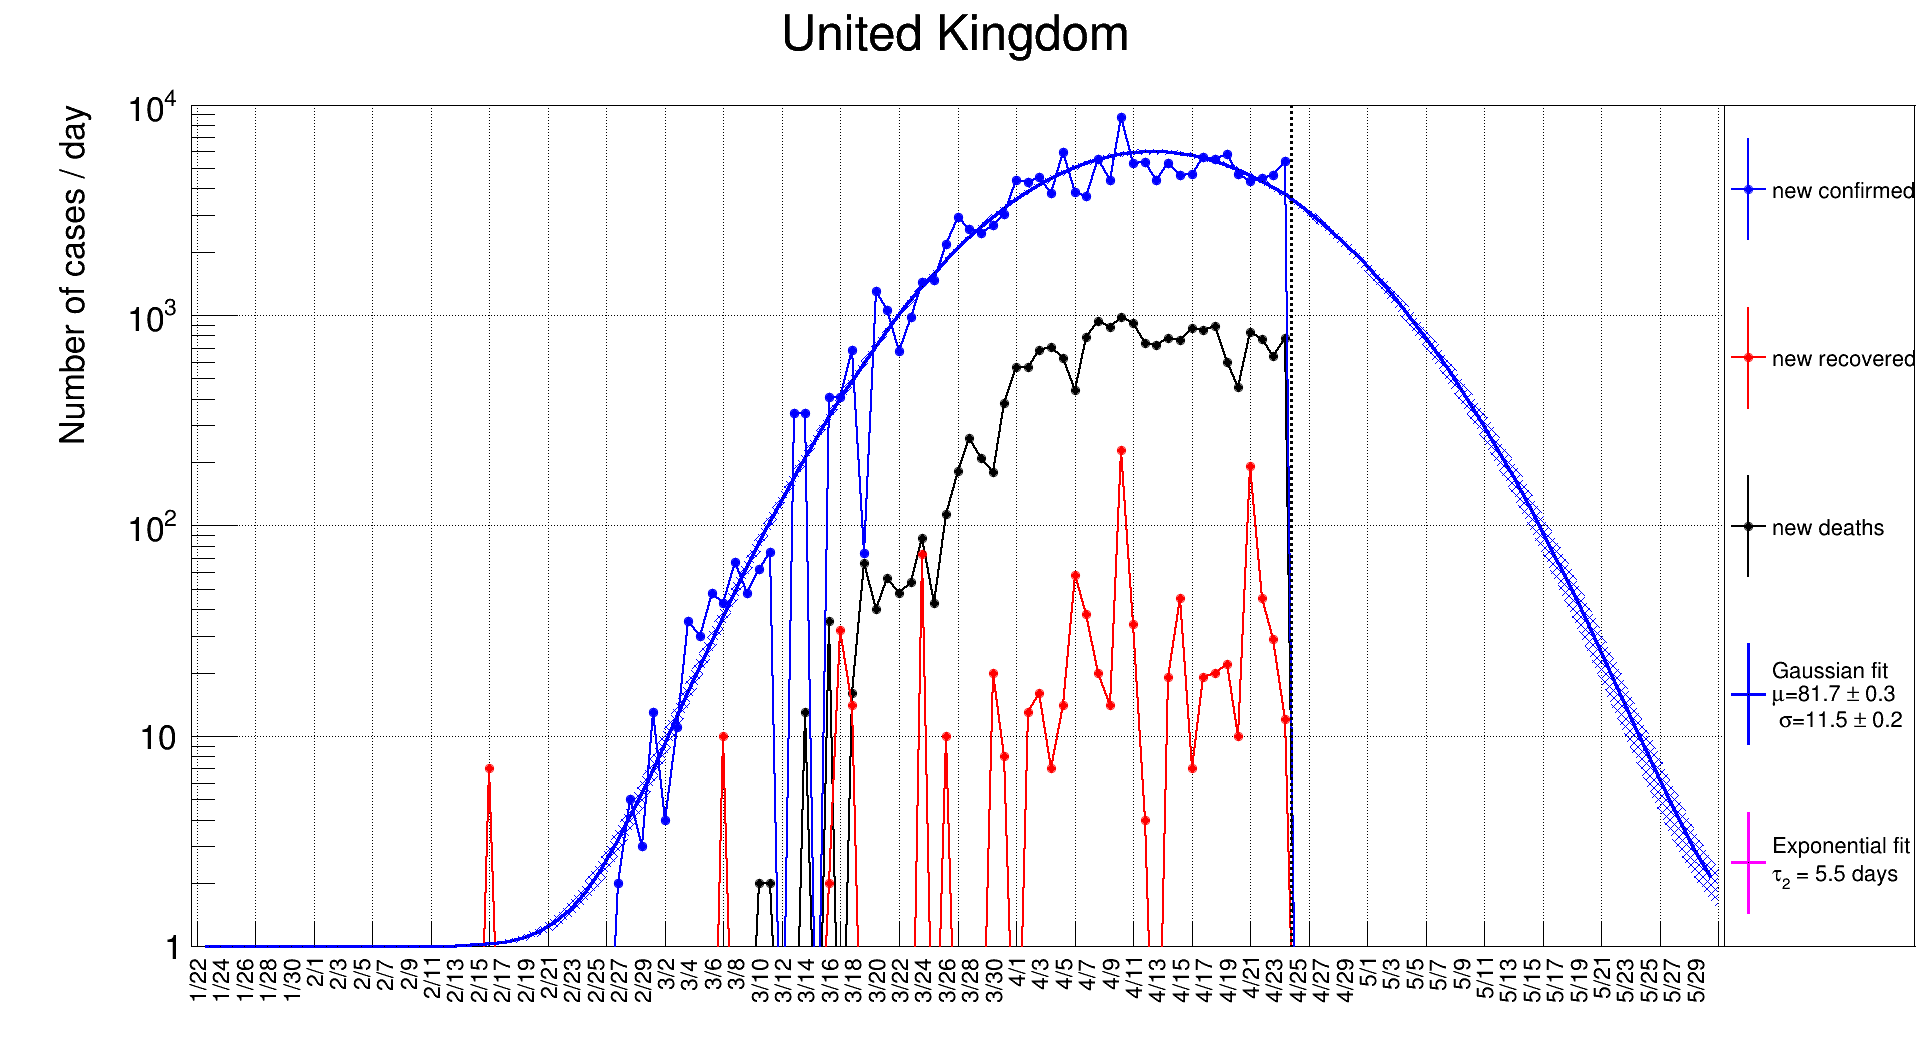 United Kingdom
Number of cases / day
10^4
10^3
10^2
10
1
1/22 1/24 1/26 1/28 1/30 2/1 2/3 2/5 2/7 2/9 2/11 2/13 2/15 2/17 2/19 2/21 2/23 2/25 2/27 2/29 3/2 3/4 3/6 3/8 3/10 3/12 3/14 3/16 3/18 3/20 3/22 3/24 3/26 3/28 3/30 4/1 4/3 4/5 4/7 4/9 4/11 4/13 4/15 4/17 4/19 4/21 4/23 4/25 4/27 4/29 5/1 5/3 5/5 5/7 5/9 5/11 5/13 5/15 5/17 5/19 5/21 5/23 5/25 5/27 5/29
new confirmed
new recovered
new deaths
Gaussian fit
μ=81.7 ± 0.3
σ=11.5 ± 0.2
Exponential fit
τ₂ = 5.5 days